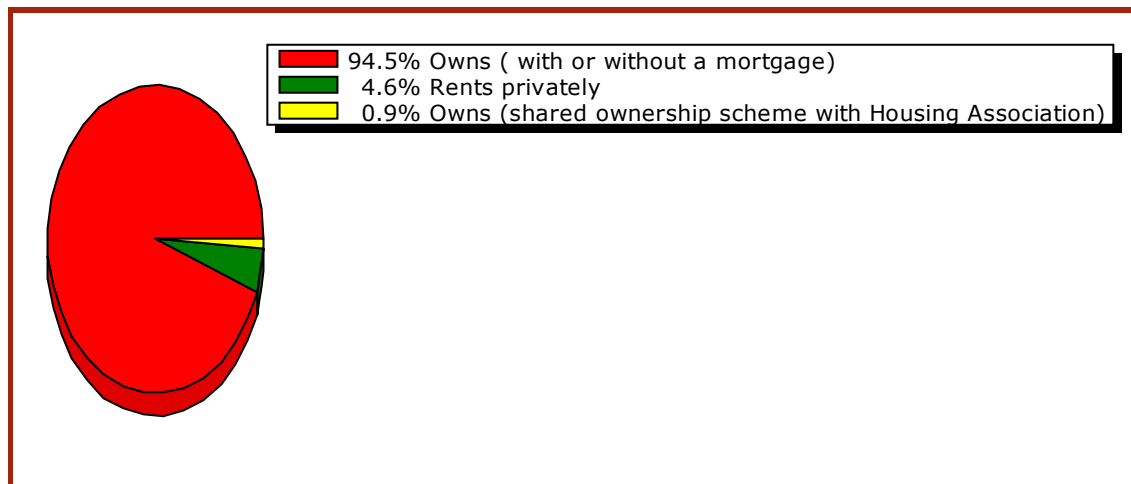 94.5% Owns ( with or without a mortgage)
4.6% Rents privately
0.9% Owns (shared ownership scheme with Housing Association)